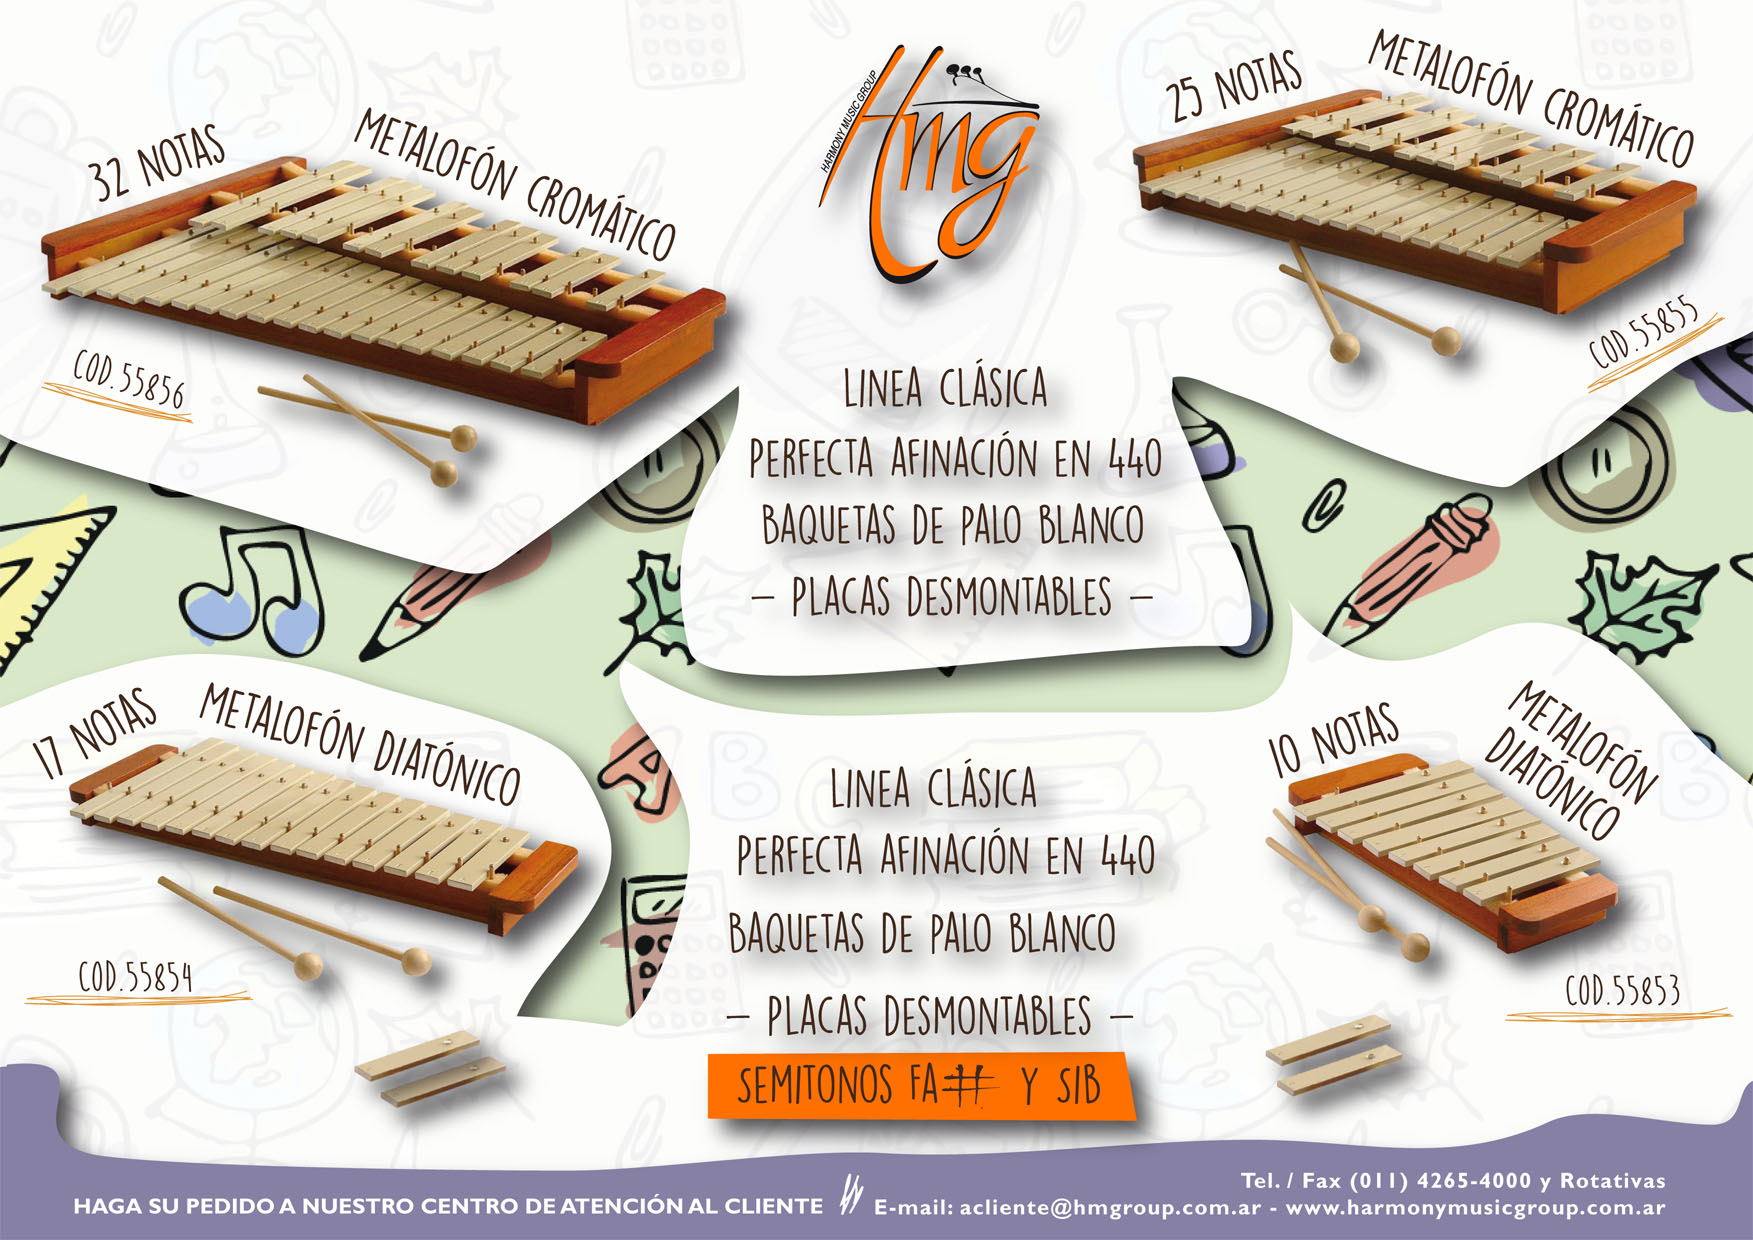 32 NOTAS
METALOFÓN CROMÁTICO
COD.55856
HARMONY MUSIC GROUP
Hmg
25 NOTAS
METALOFÓN CROMÁTICO
COD.55855
LINEA CLÁSICA
PERFECTA AFINACIÓN EN 440
BAQUETAS DE PALO BLANCO
– PLACAS DESMONTABLES –
17 NOTAS
METALOFÓN DIATÓNICO
COD.55854
A
B
LINEA CLÁSICA
PERFECTA AFINACIÓN EN 440
BAQUETAS DE PALO BLANCO
– PLACAS DESMONTABLES –
SEMITONOS FA# Y SIB
10 NOTAS
METALOFÓN
DIATÓNICO
B
COD.55853
HAGA SU PEDIDO A NUESTRO CENTRO DE ATENCIÓN AL CLIENTE
Tel. / Fax (011) 4265-4000 y Rotativas
E-mail: acliente@hmgroup.com.ar - www.harmonymusicgroup.com.ar